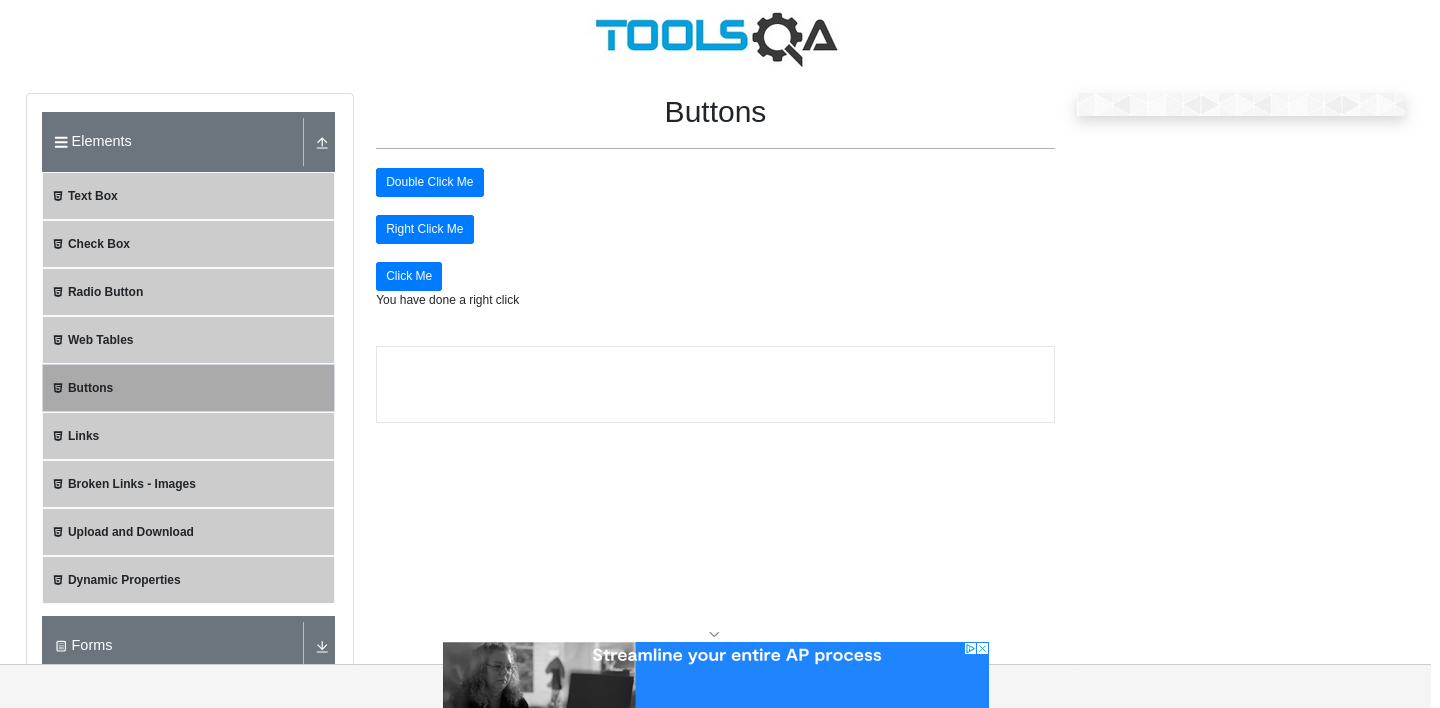 TOOLSQA
Elements
Text Box
Check Box
Radio Button
Web Tables
Buttons
Links
Broken Links - Images
Upload and Download
Dynamic Properties
Forms
Buttons
Double Click Me
Right Click Me
Click Me
You have done a right click
Streamline your entire AP process